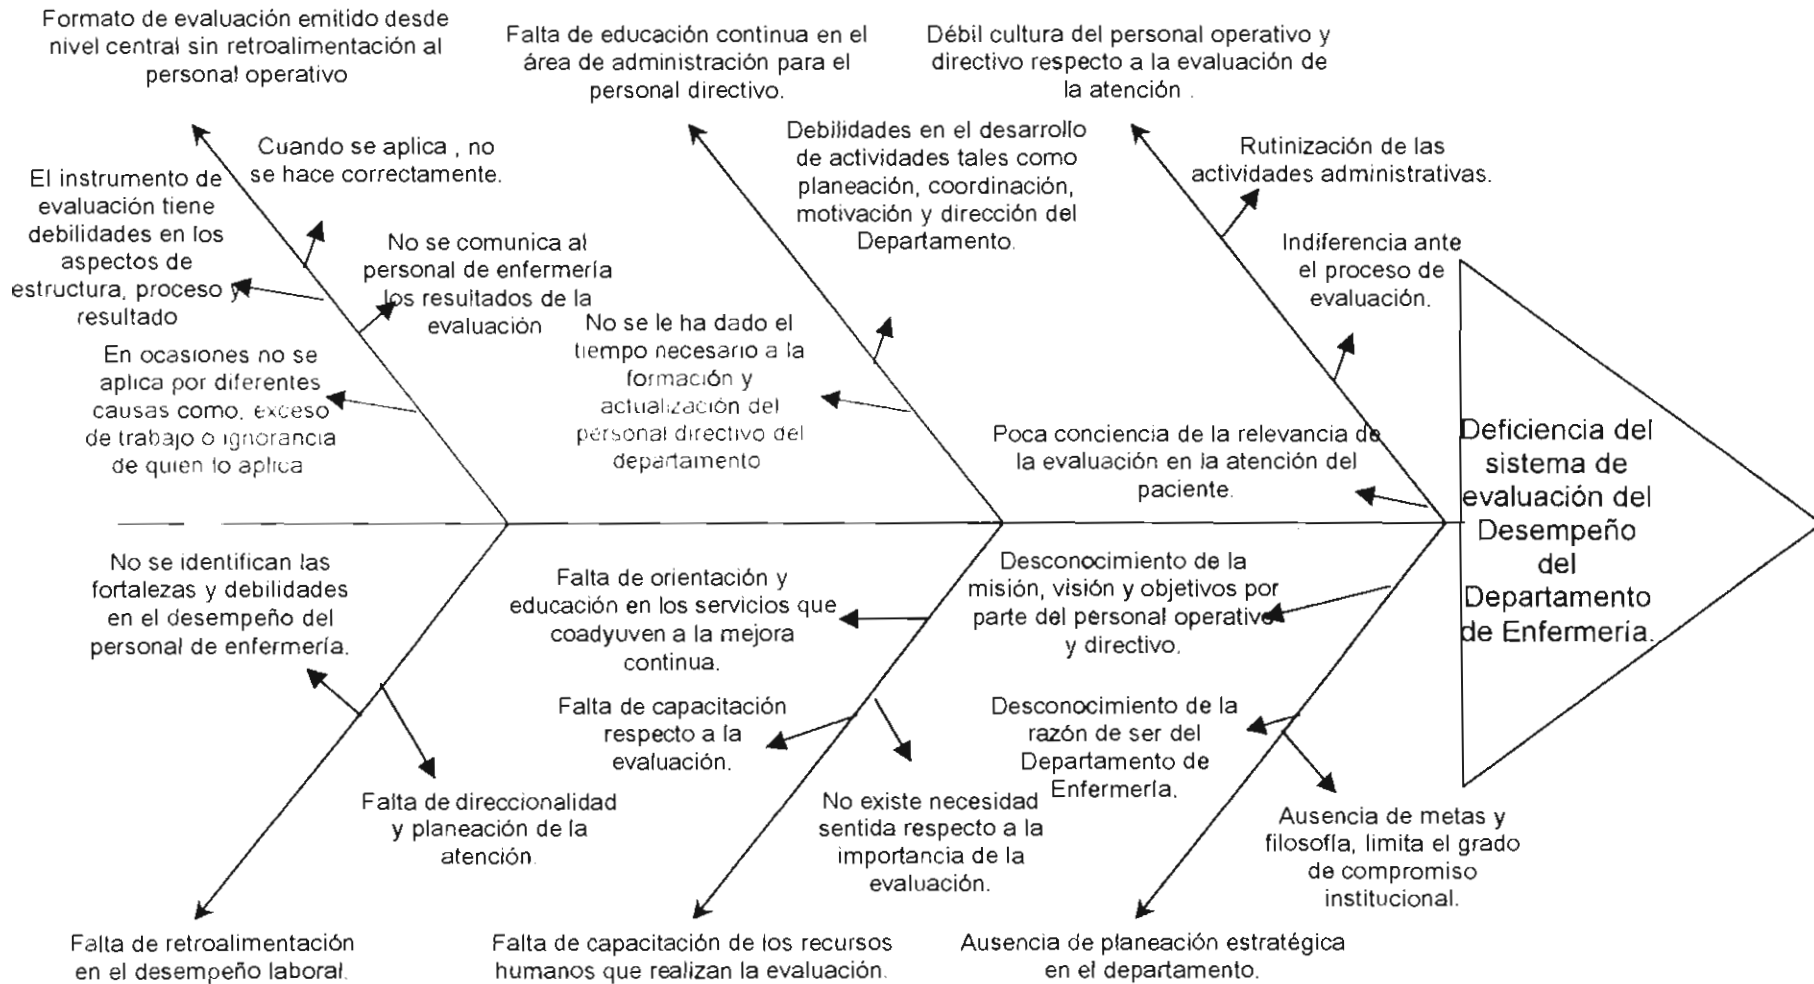 Formato de evaluación emitido desde
nivel central sin retroalimentación al
personal operativo
Falta de educación continua en el
área de administración para el
personal directivo.
Débil cultura del personal operativo y
directivo respecto a la evaluación de
la atención .
Cuando se aplica , no
se hace correctamente.
El instrumento de
evaluación tiene
debilidades en los
aspectos de
estructura, proceso y
resultado
No se comunica al
personal de enfermería
los resultados de la
evaluación
En ocasiones no se
aplica por diferentes
causas como, exceso
de trabajo o ignorancia
de quien lo aplica
Debilidades en el desarrollo
de actividades tales como
planeación, coordinación,
motivación y dirección del
Departamento.
No se le ha dado el
tiempo necesario a la
formación y
actualización del
personal directivo del
departamento
Rutinización de las
actividades administrativas.
Indiferencia ante
el proceso de
evaluación.
Poca conciencia de la relevancia de
la evaluación en la atención del
paciente.
Deficiencia del
sistema de
evaluación del
Desempeño
del
Departamento
de Enfermería.
No se identifican las
fortalezas y debilidades
en el desempeño del
personal de enfermería.
Falta de direccionalidad
y planeación de la
atención.
Falta de orientación y
educación en los servicios que
coadyuven a la mejora
continua.
Falta de capacitación
respecto a la
evaluación.
No existe necesidad
sentida respecto a la
importancia de la
evaluación.
Desconocimiento de la
misión, visión y objetivos por
parte del personal operativo
y directivo.
Desconocimiento de la
razón de ser del
Departamento de
Enfermería.
Ausencia de metas y
filosofía, limita el grado
de compromiso
institucional.
Falta de retroalimentación
en el desempeño laboral.
Falta de capacitación de los recursos
humanos que realizan la evaluación.
Ausencia de planeación estratégica
en el departamento.